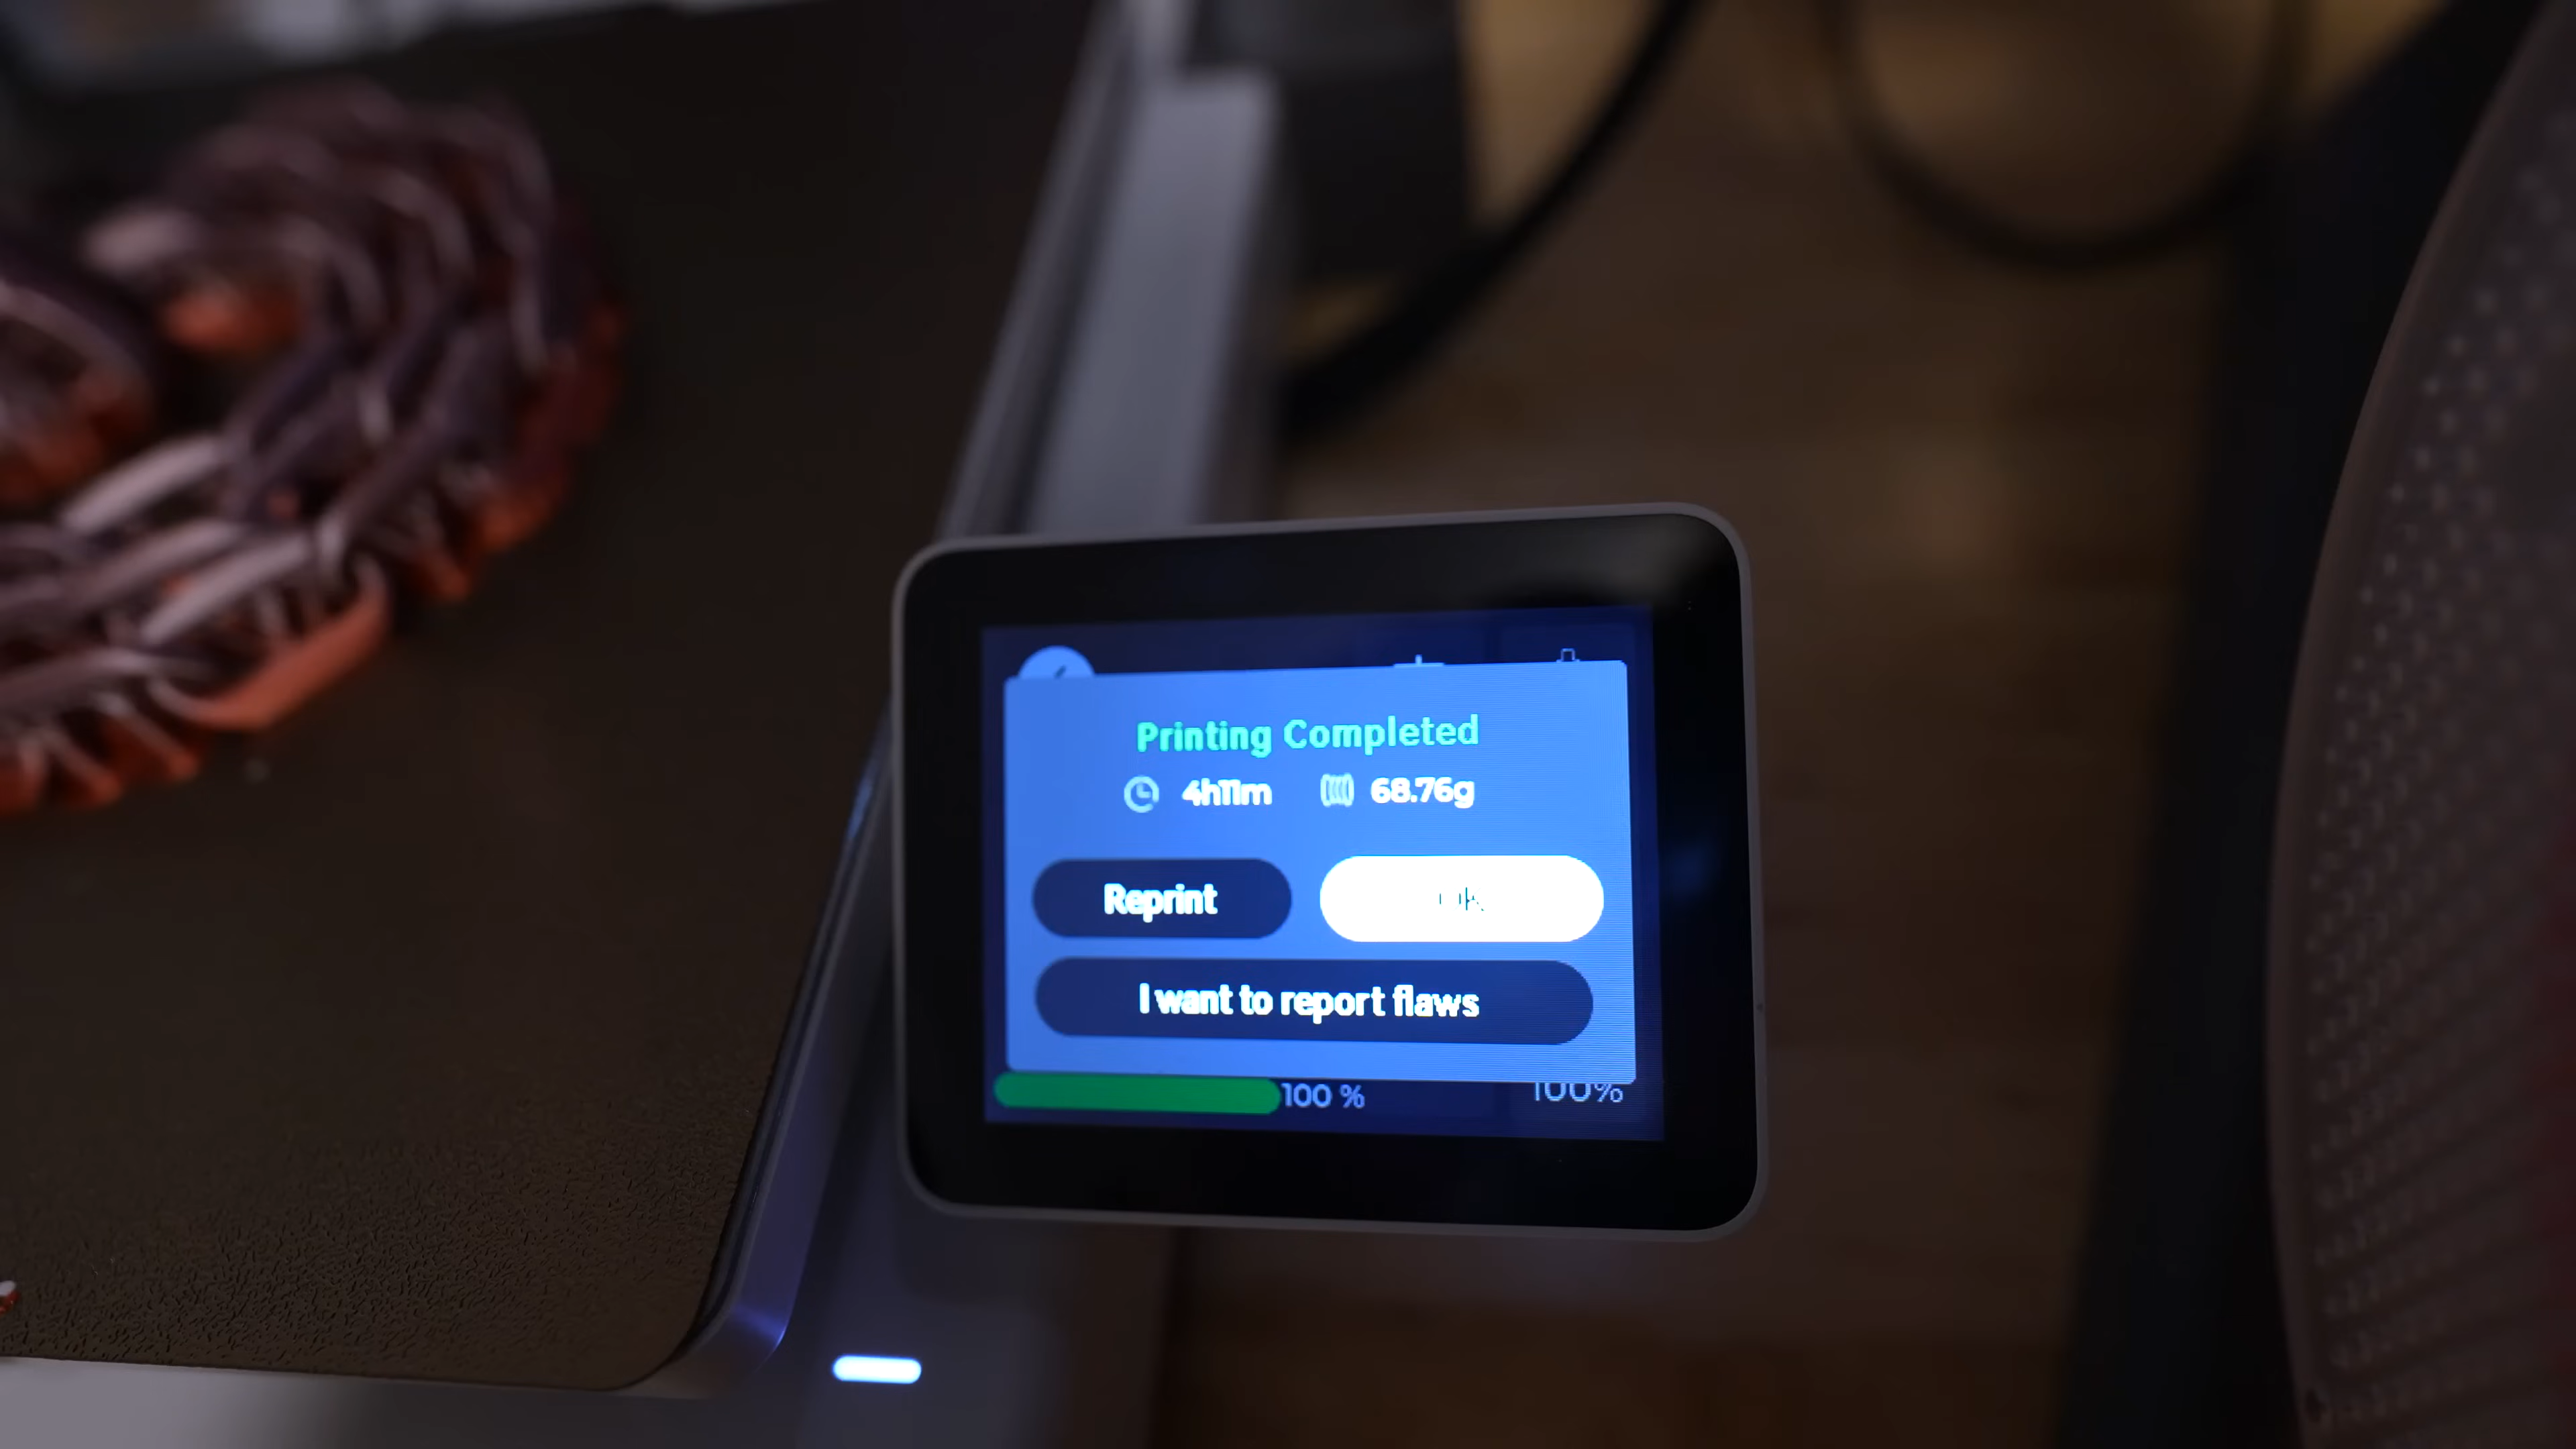 Printing Completed
4h11m 68.76g
Reprint
I want to report flaws
100 % 100%